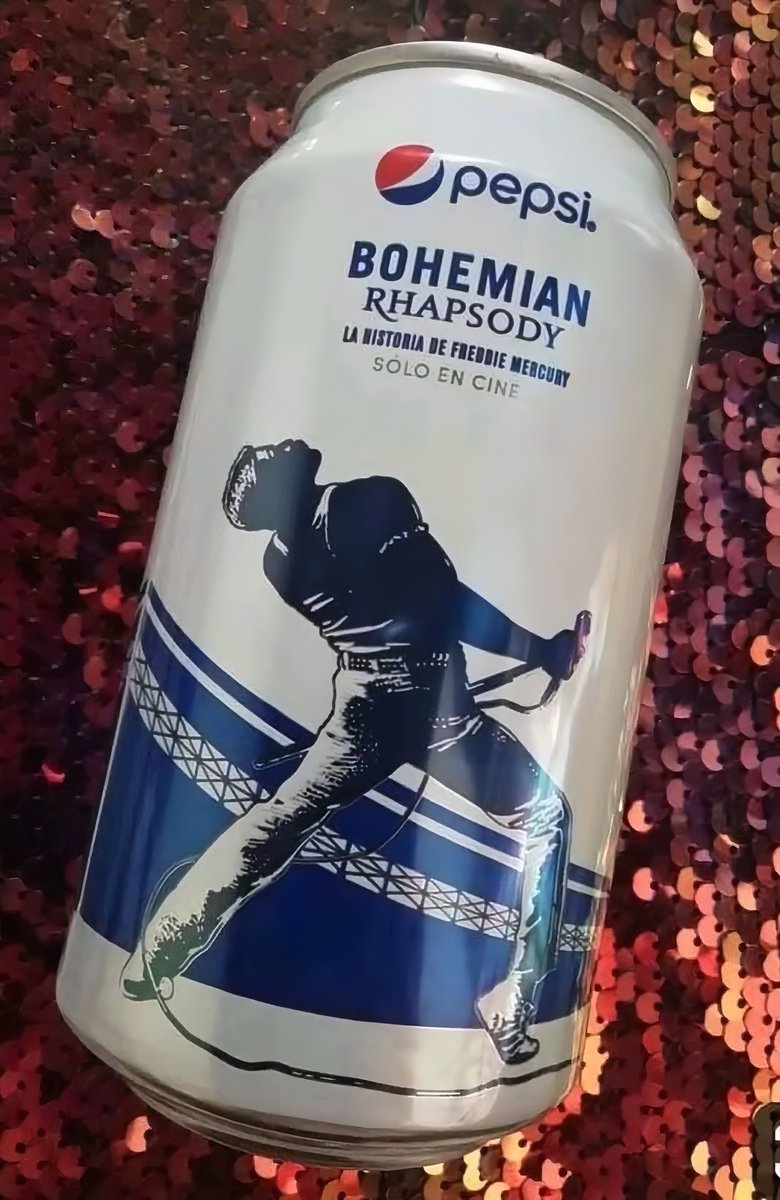 pepsi.
BOHEMIAN
RHAPSODY
LA HISTORIA DE FREDDIE MERCURY
SÓLO EN CINE